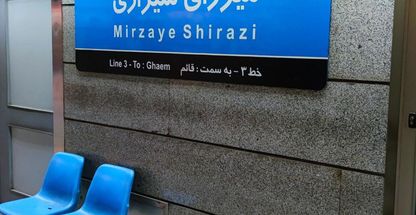 میرزای شیرازی
Mirzaye Shirazi
Line 3 - To : Ghaem خط ۳ - به سمت : قائم